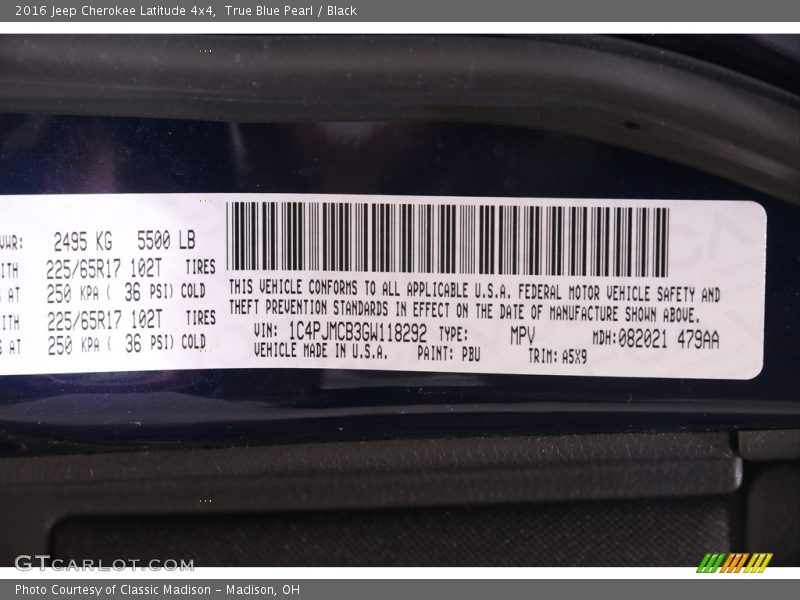 2016 Jeep Cherokee Latitude 4x4, True Blue Pearl / Black
VWR: 2495 KG 5500 LB
ITH 225/65R17 102T TIRES
S AT 250 KPA ( 36 PSI) COLD
ITH 225/65R17 102T TIRES
S AT 250 KPA ( 36 PSI) COLD
THIS VEHICLE CONFORMS TO ALL APPLICABLE U.S.A. FEDERAL MOTOR VEHICLE SAFETY AND
THEFT PREVENTION STANDARDS IN EFFECT ON THE DATE OF MANUFACTURE SHOWN ABOVE.
VIN: 1C4PJMCB3GW118292 TYPE: MPV MDH:082021 479AA
VEHICLE MADE IN U.S.A. PAINT: PBU TRIM: A5X9
GTCARLOT.COM
Photo Courtesy of Classic Madison - Madison, OH